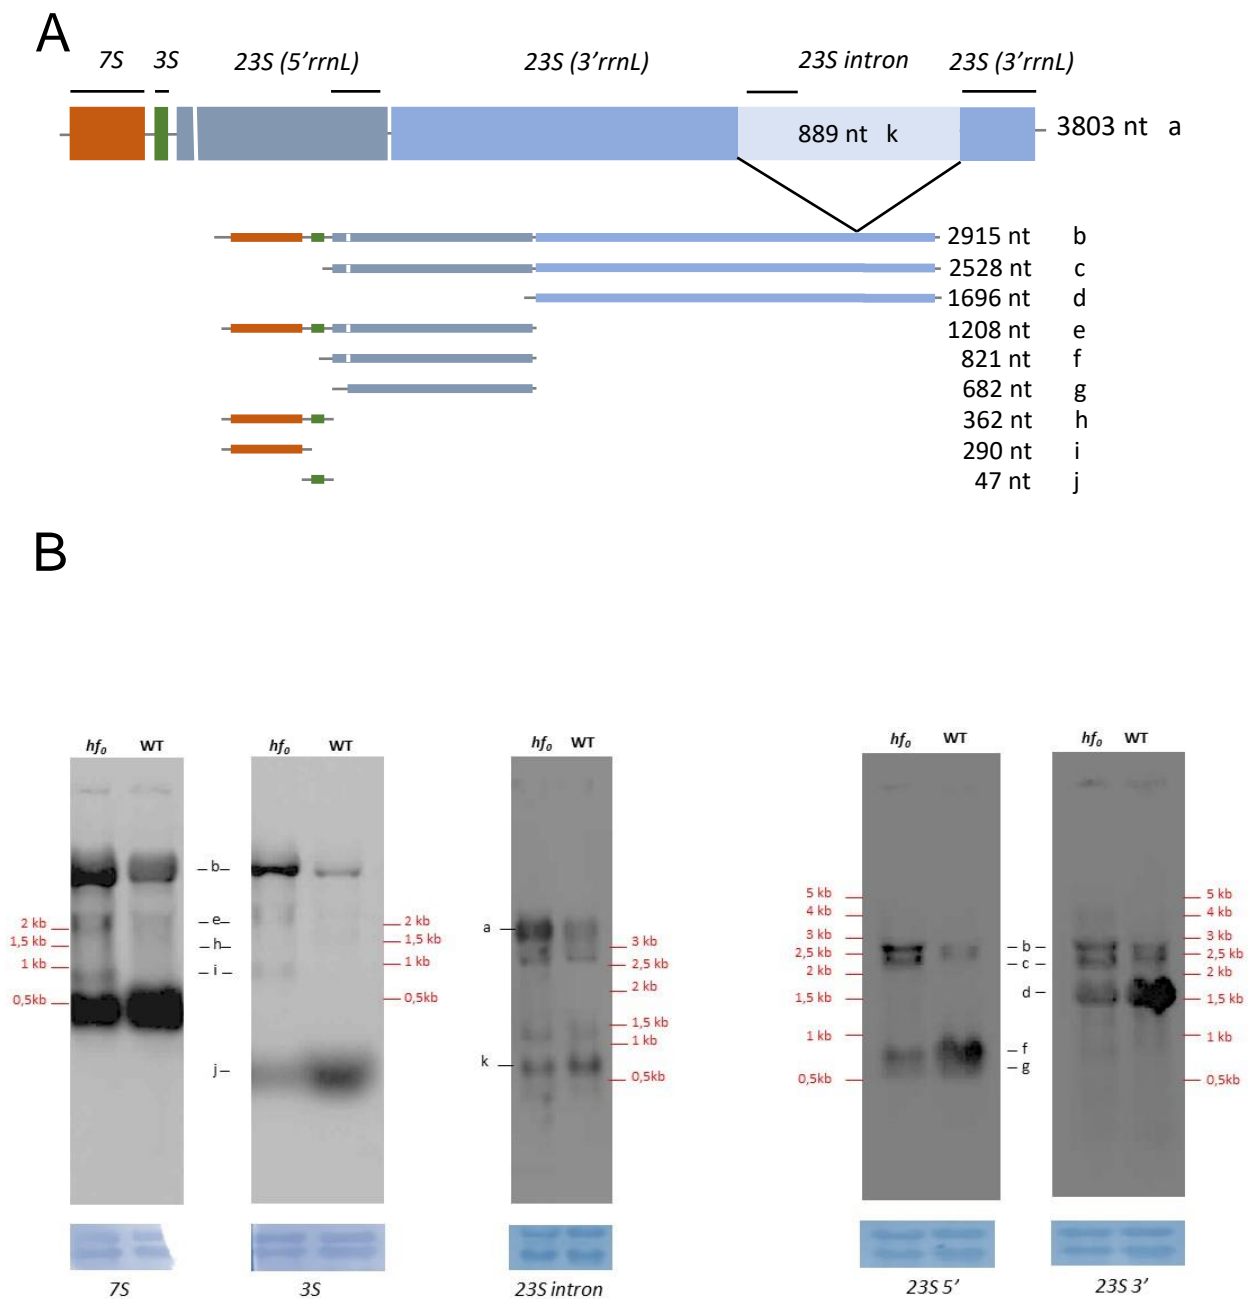 A
7S 3S 23S (5'rrnL) 23S (3'rrnL) 23S intron 23S (3'rrnL)
889 nt k
3803 nt a
2915 nt b
2528 nt c
1696 nt d
1208 nt e
821 nt f
682 nt g
362 nt h
290 nt i
47 nt j
B
hf₀ WT
2 kb
1,5 kb
1 kb
0,5kb
7S
b
e
h
i
j
hf₀ WT
2 kb
1,5 kb
1 kb
0,5kb
3S
hf₀ WT
a
k
3 kb
2,5 kb
2 kb
1,5 kb
1 kb
0,5kb
23S intron
hf₀ WT
5 kb
4 kb
3 kb
2,5 kb
2 kb
1,5 kb
1 kb
0,5kb
23S 5'
b
c
d
f
g
hf₀ WT
5 kb
4 kb
3 kb
2,5 kb
2 kb
1,5 kb
1 kb
0,5kb
23S 3'